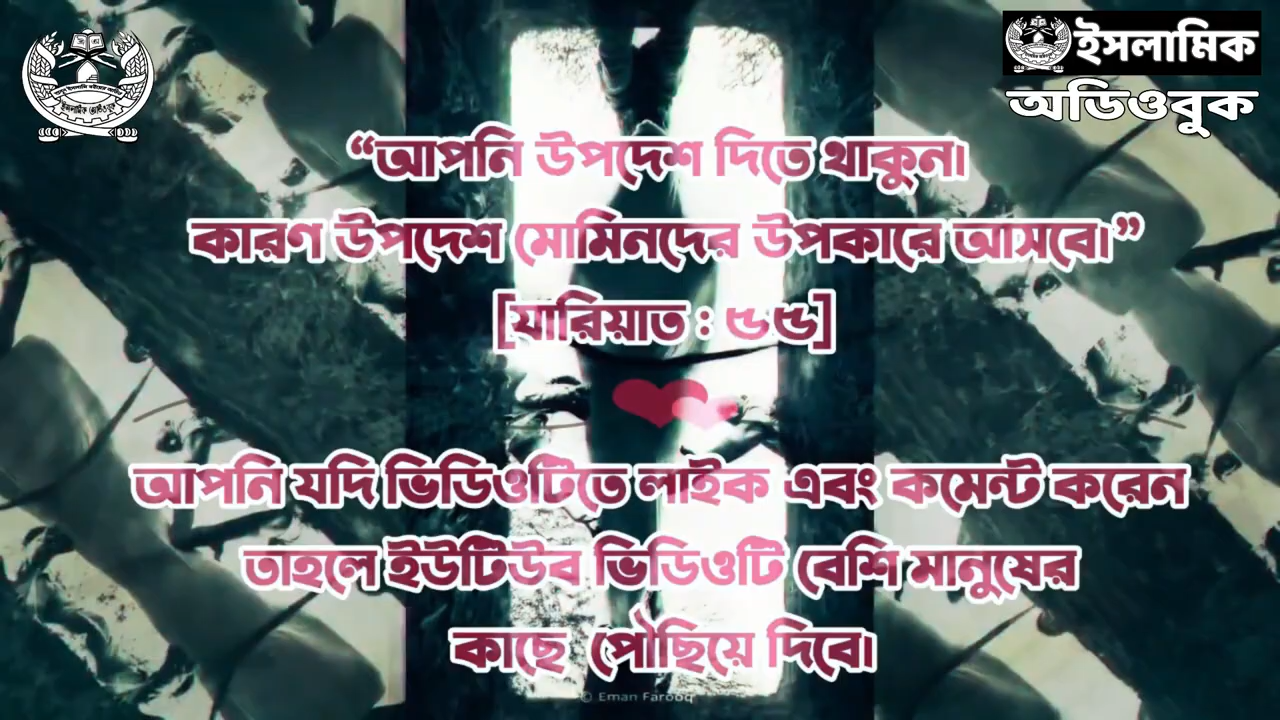 ইসলামিক
অডিওবুক
“আপনি উপদেশ দিতে থাকুন।
কারণ উপদেশ মোমিনদের উপকারে আসবে।”
[যারিয়াত : ৫৫]
আপনি যদি ভিডিওটিতে লাইক এবং কমেন্ট করেন
তাহলে ইউটিউব ভিডিওটি বেশি মানুষের
কাছে পৌছিয়ে দিবে।
© Eman Farooq